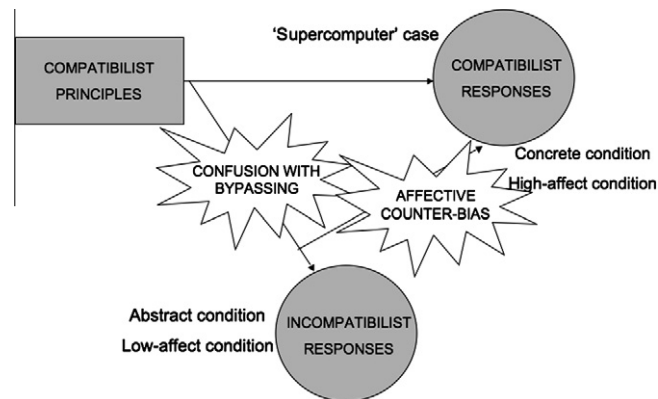 'Supercomputer' case
COMPATIBILIST
PRINCIPLES
COMPATIBILIST
RESPONSES
CONFUSION WITH
BYPASSING
AFFECTIVE
COUNTER-BIAS
Concrete condition
High-affect condition
Abstract condition
Low-affect condition
INCOMPATIBILIST
RESPONSES